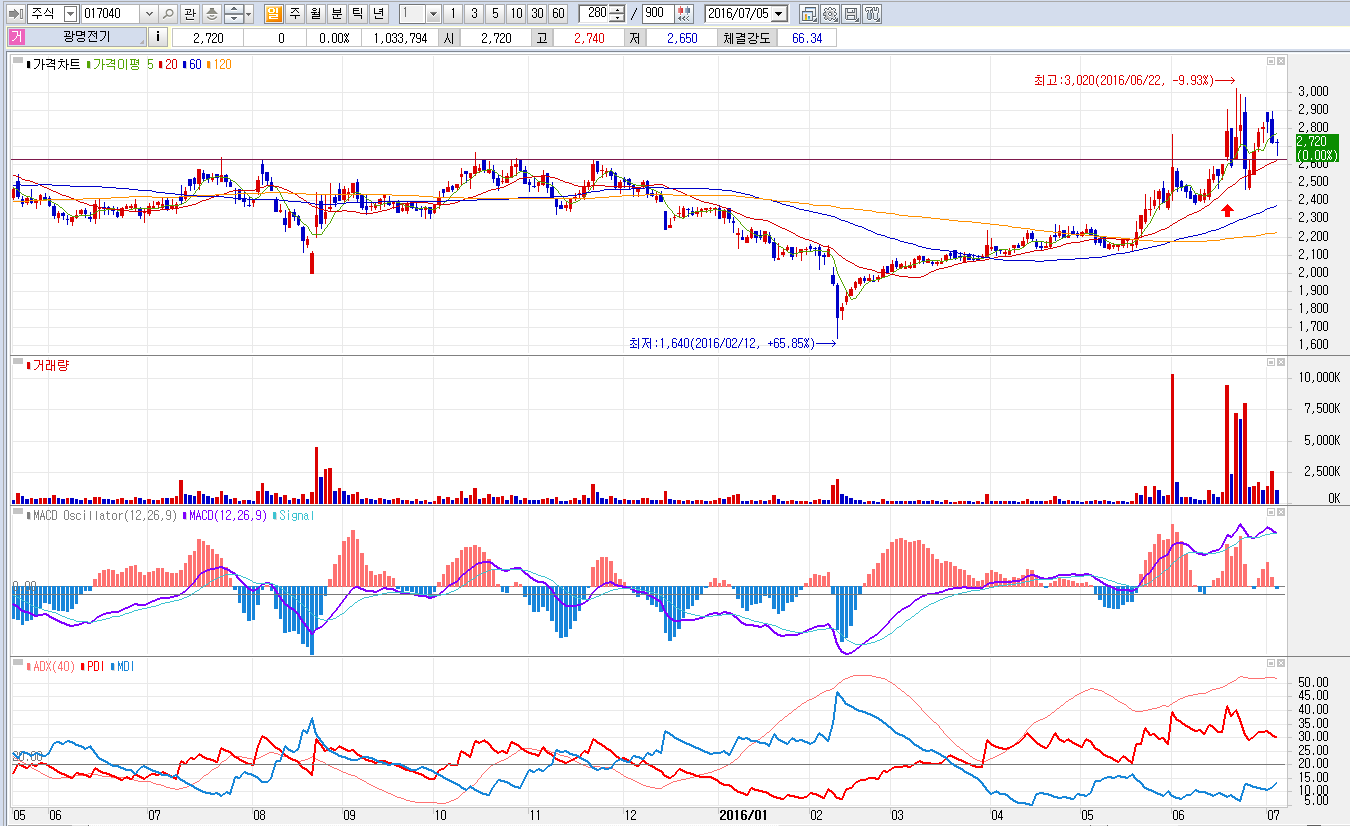 주식 017040 관 일 주 월 분 틱 년 1 1 3 5 10 30 60 280 / 900 2016/07/05
거 광명전기 i 2,720 0 0.00% 1,033,794 시 2,720 고 2,740 저 2,650 체결강도 66.34
가격차트 가격이평 5 20 60 120
최고:3,020(2016/06/22, -9.93%)
3,000
2,900
2,800
2,720
(0.00%)
2,600
2,500
2,400
2,300
2,200
2,100
2,000
1,900
1,800
1,700
1,600
최저:1,640(2016/02/12, +65.85%)
거래량
10,000K
7,500K
5,000K
2,500K
0K
MACD Oscillator(12,26,9) MACD(12,26,9) Signal
0.00
ADX(40) PDI MDI
50.00
45.00
40.00
35.00
30.00
25.00
20.00 20.00
15.00
10.00
5.00
05 06 07 08 09 10 11 12 2016/01 02 03 04 05 06 07